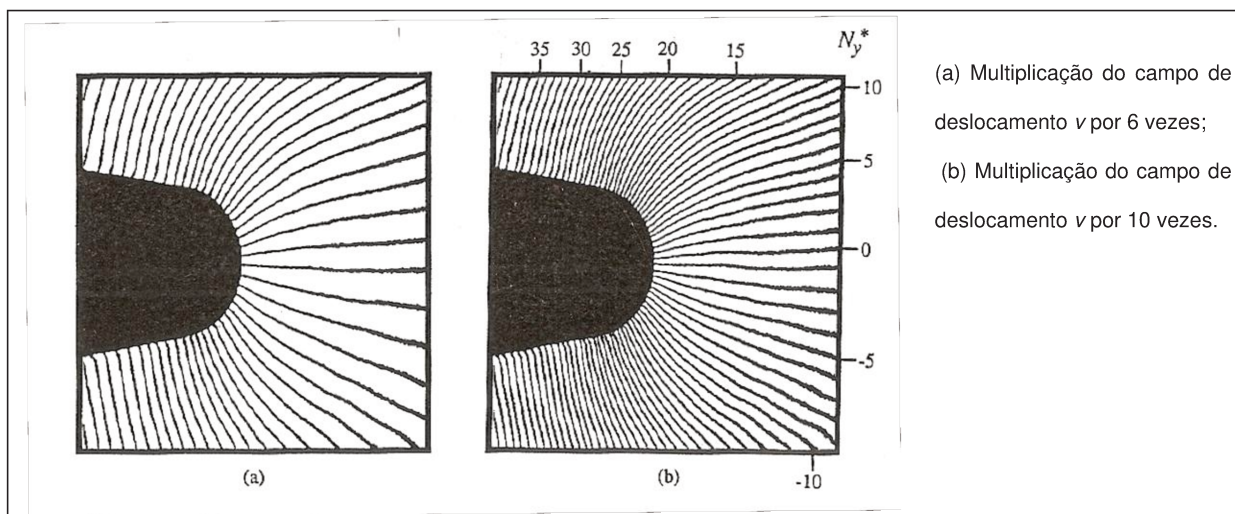 35 30 25 20 15 N_y*
10
5
0
-5
-10
(a)
(b)
(a) Multiplicação do campo de
deslocamento v por 6 vezes;
(b) Multiplicação do campo de
deslocamento v por 10 vezes.